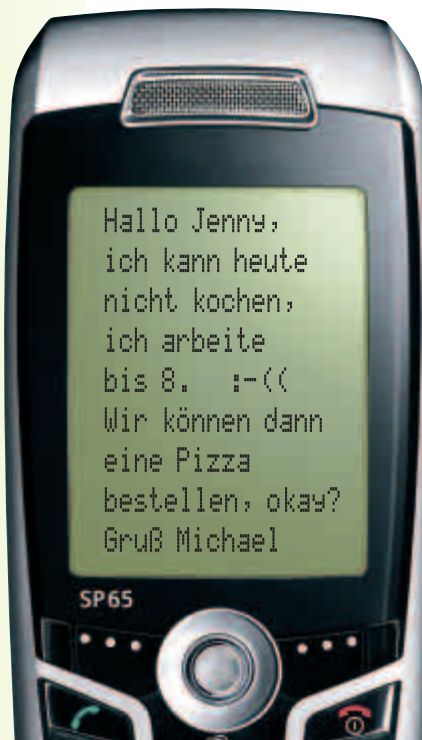 Hallo Jenny,
ich kann heute
nicht kochen,
ich arbeite
bis 8.   :-((
Wir können dann
eine Pizza
bestellen, okay?
Gruß Michael
SP65